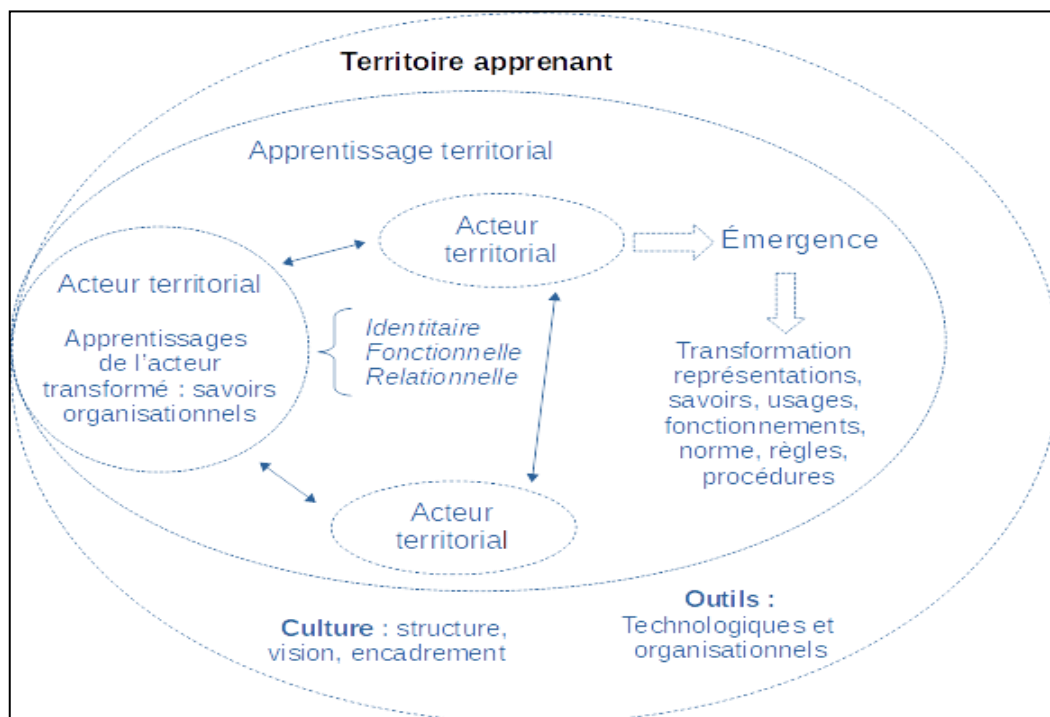 Territoire apprenant
Apprentissage territorial
Acteur
territorial
Émergence
Acteur territorial
Apprentissages
de l'acteur
transformé : savoirs
organisationnels
Identitaire
Fonctionnelle
Relationnelle
Transformation
représentations,
savoirs, usages,
fonctionnements,
norme, règles,
procédures
Acteur
territorial
Culture : structure,
vision, encadrement
Outils :
Technologiques et
organisationnels